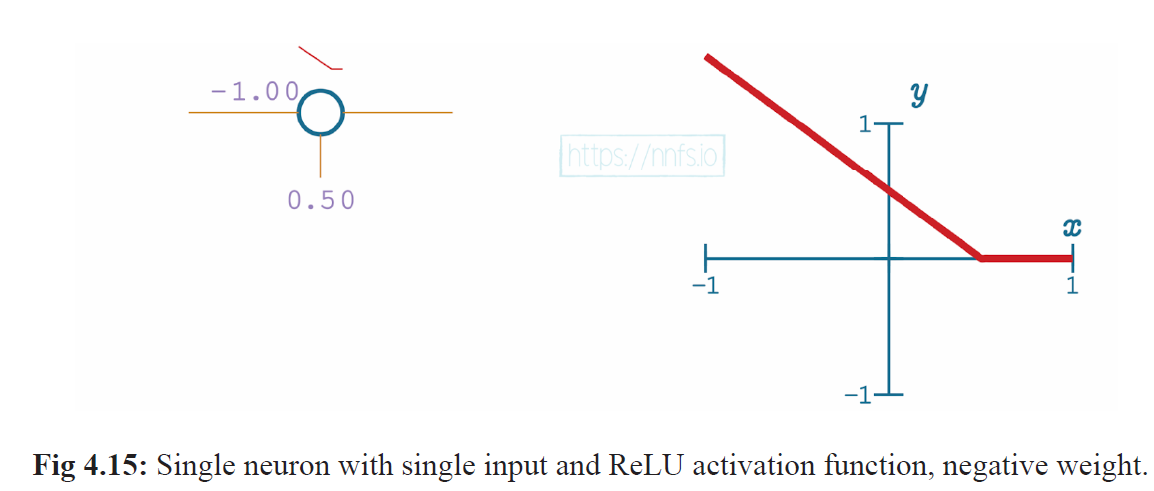 -1.00
0.50
https://nnfs.io
y
1
x
-1
1
-1
Fig 4.15: Single neuron with single input and ReLU activation function, negative weight.